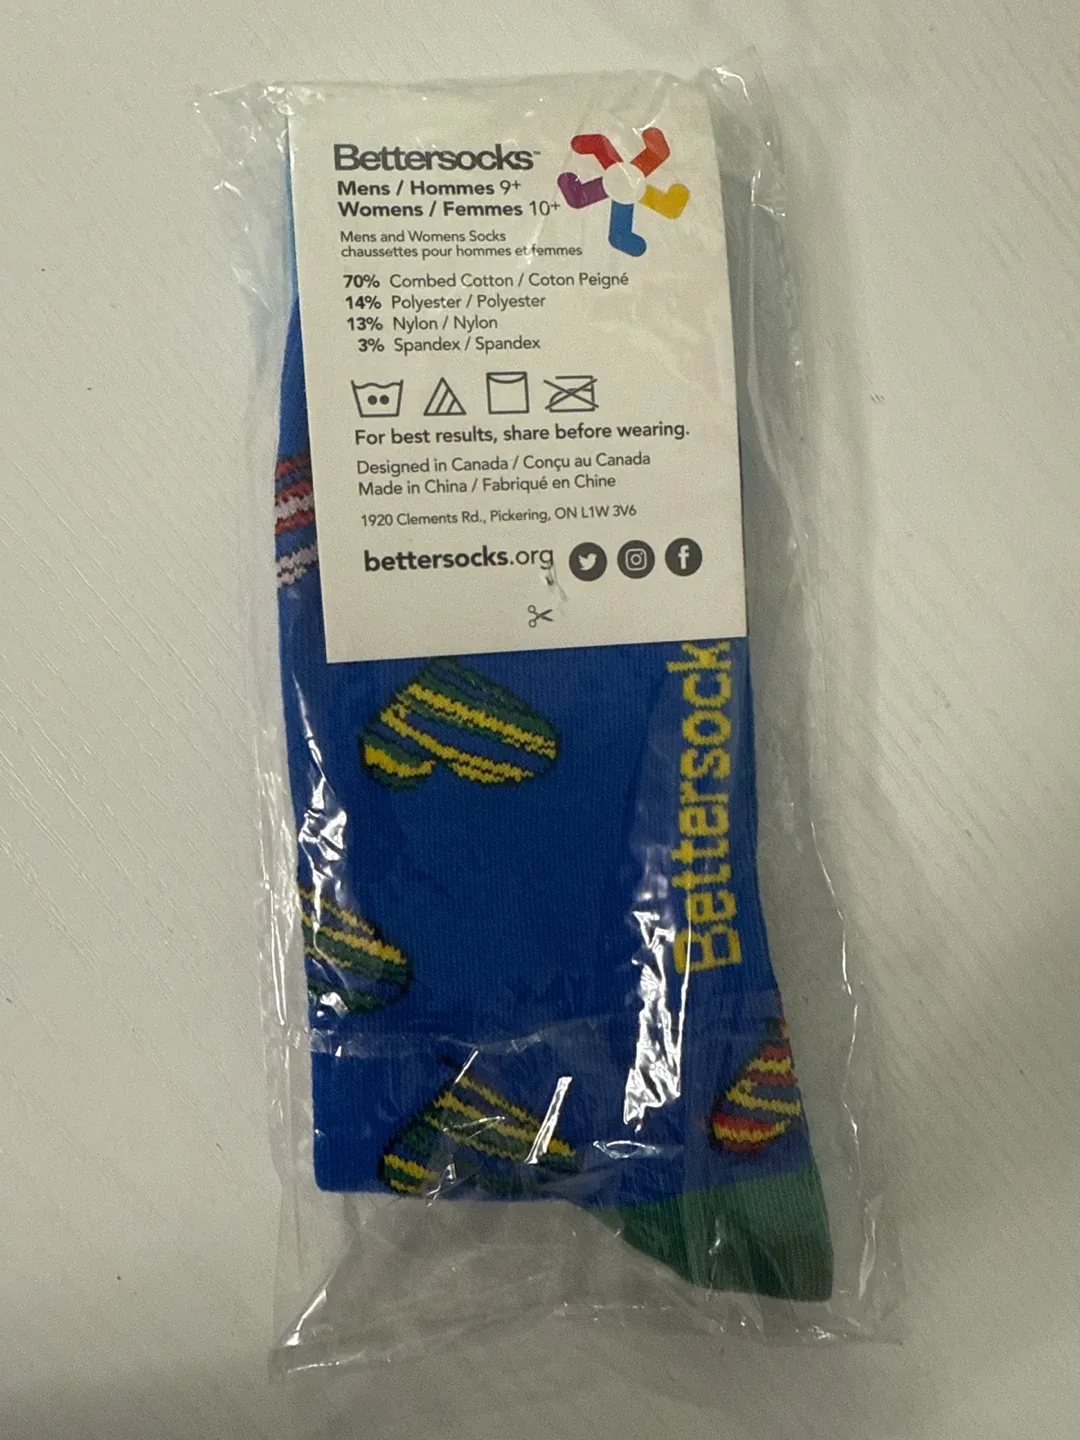 Bettersocks™
Mens / Hommes 9+
Womens / Femmes 10+
Mens and Womens Socks
chaussettes pour hommes et femmes
70% Combed Cotton / Coton Peigné
14% Polyester / Polyester
13% Nylon / Nylon
3% Spandex / Spandex
For best results, share before wearing.
Designed in Canada / Conçu au Canada
Made in China / Fabriqué en Chine
1920 Clements Rd., Pickering, ON L1W 3V6
bettersocks.org
Bettersock